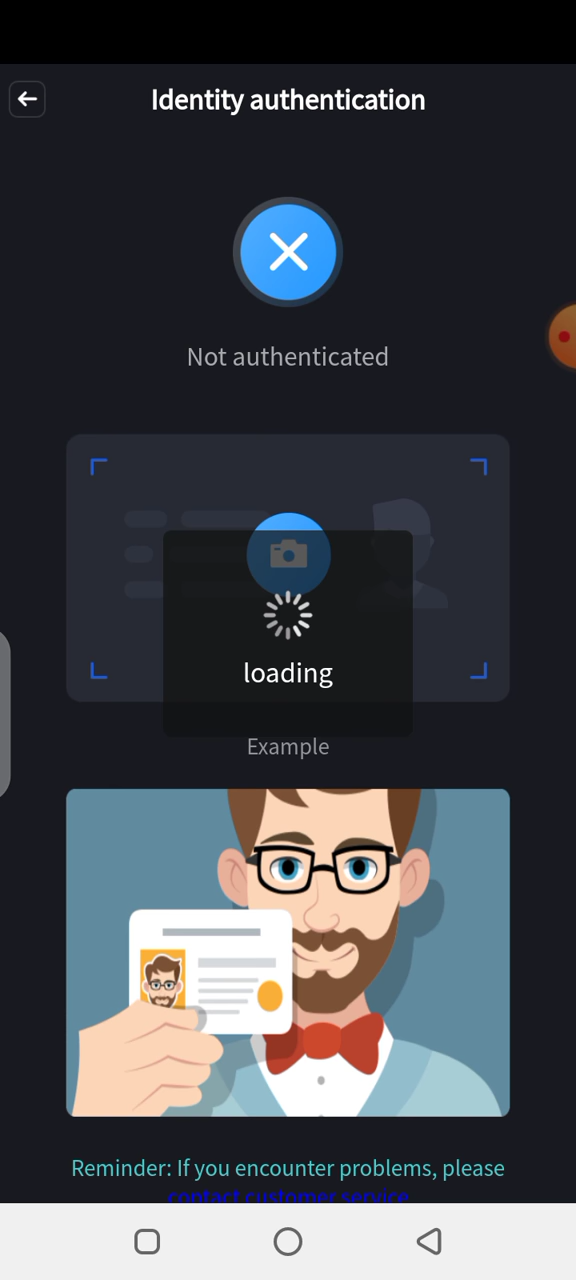 Identity authentication
Not authenticated
loading
Example
Reminder: If you encounter problems, please
contact customer service